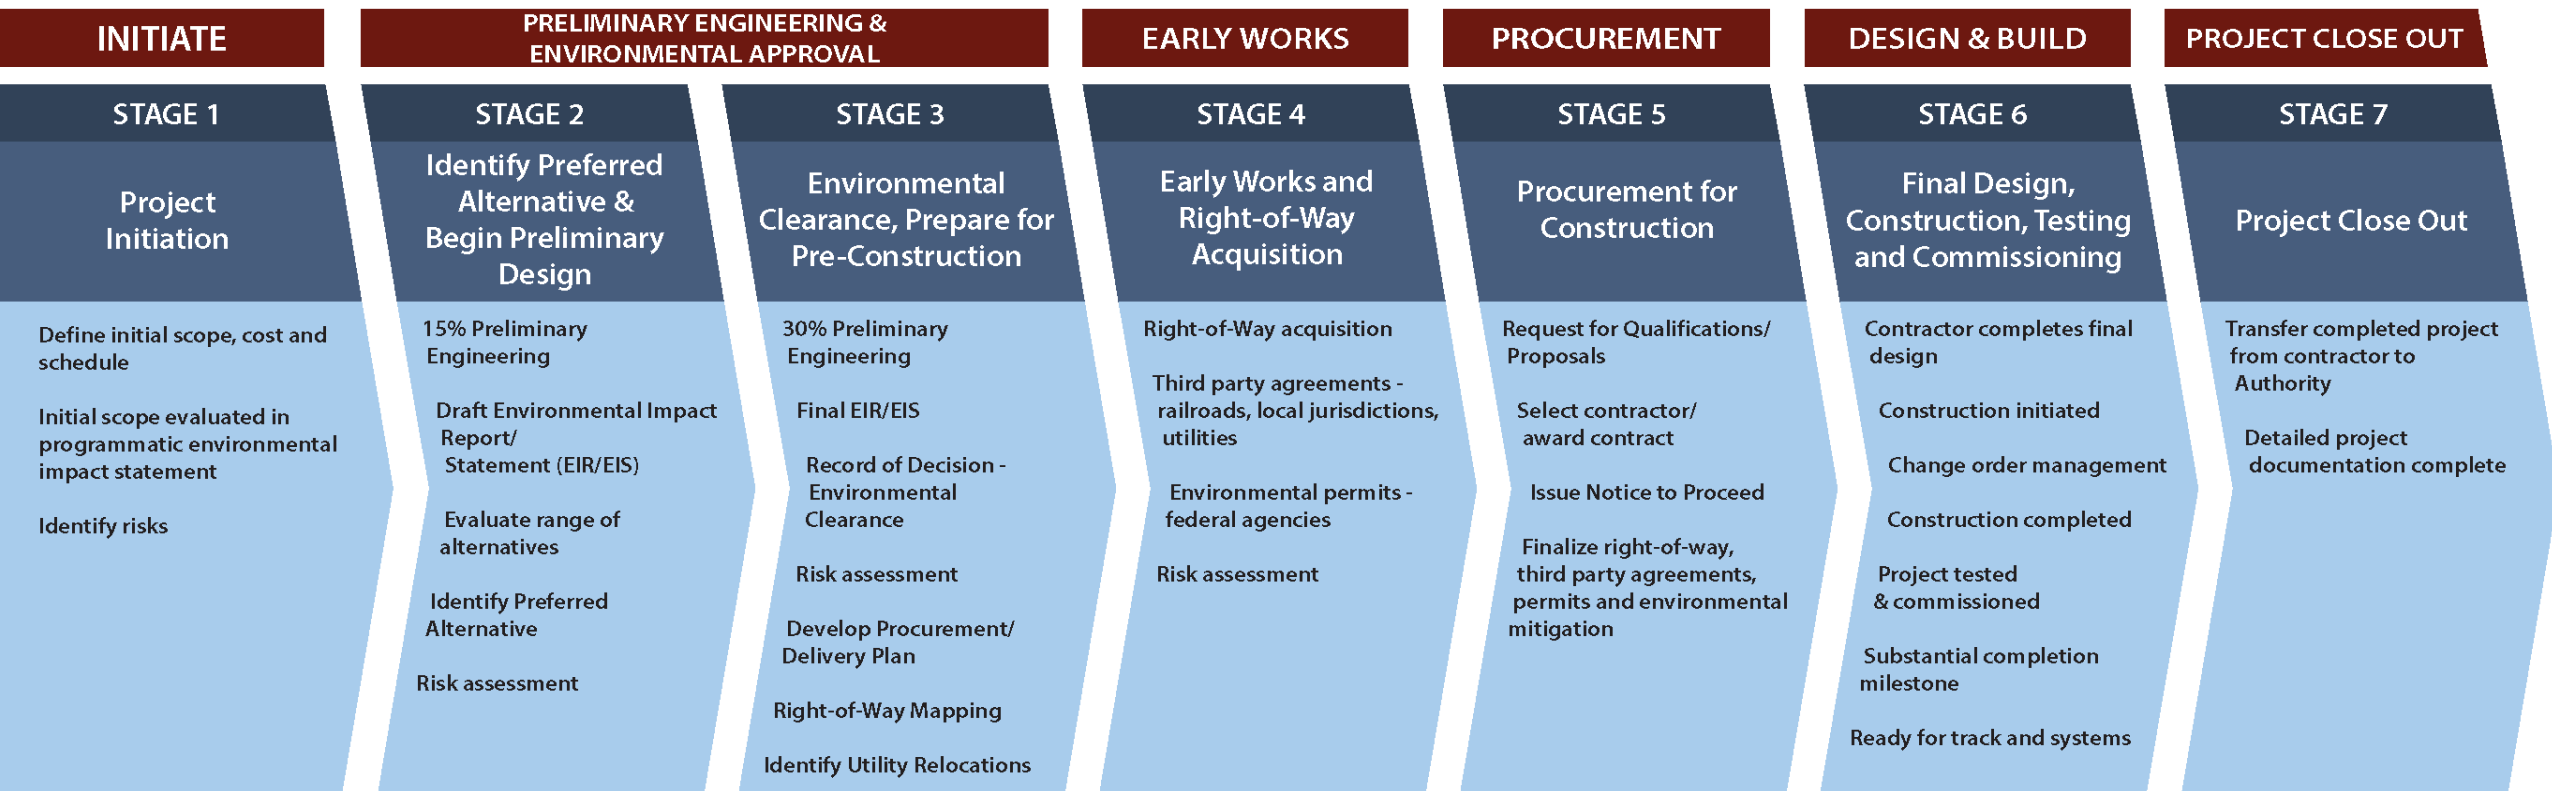 INITIATE
PRELIMINARY ENGINEERING &
ENVIRONMENTAL APPROVAL
EARLY WORKS
PROCUREMENT
DESIGN & BUILD
PROJECT CLOSE OUT
STAGE 1
Project
Initiation
Define initial scope, cost and
schedule
Initial scope evaluated in
programmatic environmental
impact statement
Identify risks
STAGE 2
Identify Preferred
Alternative &
Begin Preliminary
Design
15% Preliminary
Engineering
Draft Environmental Impact
Report/
Statement (EIR/EIS)
Evaluate range of
alternatives
Identify Preferred
Alternative
Risk assessment
STAGE 3
Environmental
Clearance, Prepare for
Pre-Construction
30% Preliminary
Engineering
Final EIR/EIS
Record of Decision -
Environmental
Clearance
Risk assessment
Develop Procurement/
Delivery Plan
Right-of-Way Mapping
Identify Utility Relocations
STAGE 4
Early Works and
Right-of-Way
Acquisition
Right-of-Way acquisition
Third party agreements -
railroads, local jurisdictions,
utilities
Environmental permits -
federal agencies
Risk assessment
STAGE 5
Procurement for
Construction
Request for Qualifications/
Proposals
Select contractor/
award contract
Issue Notice to Proceed
Finalize right-of-way,
third party agreements,
permits and environmental
mitigation
STAGE 6
Final Design,
Construction, Testing
and Commissioning
Contractor completes final
design
Construction initiated
Change order management
Construction completed
Project tested
& commissioned
Substantial completion
milestone
Ready for track and systems
STAGE 7
Project Close Out
Transfer completed project
from contractor to
Authority
Detailed project
documentation complete